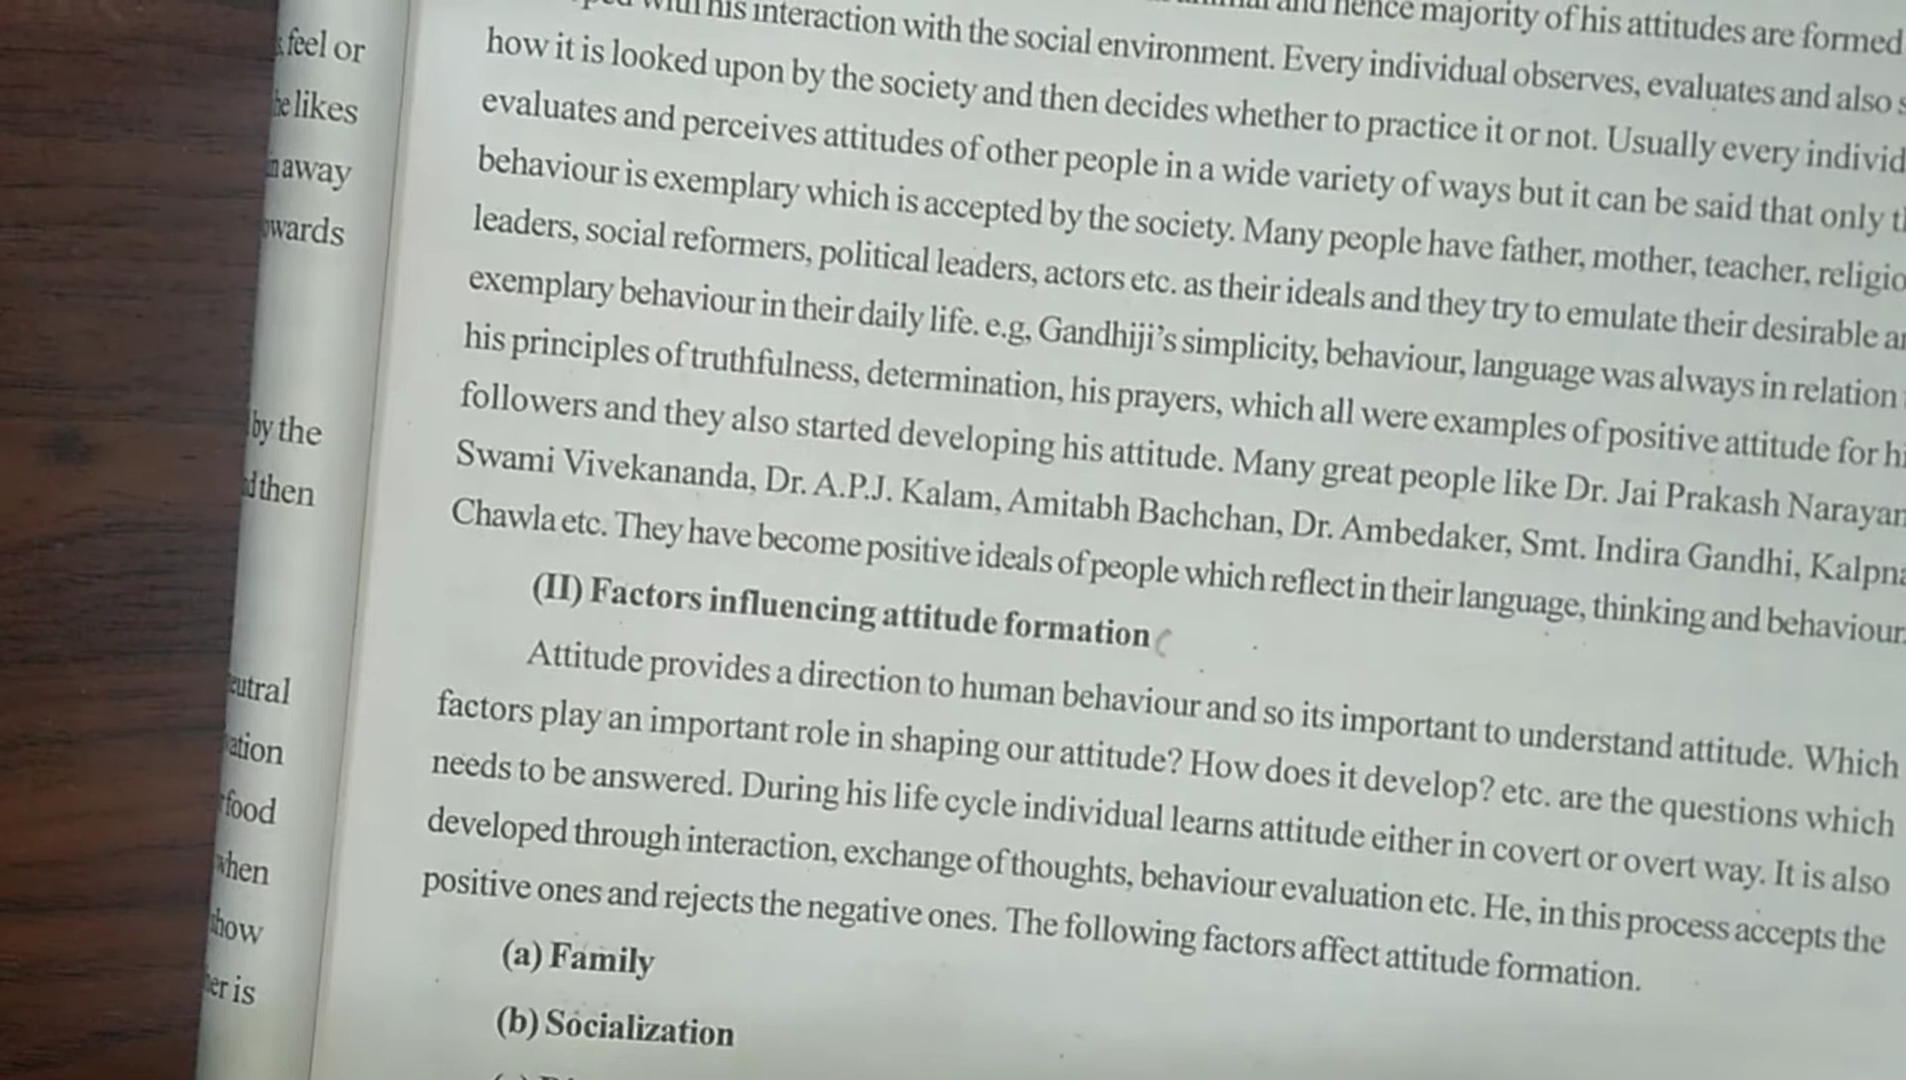 feel or
likes
away
wards
by the
then
food
when
how
is
his interaction with the social environment. Every individual observes, evaluates and also
and hence majority of his attitudes are formed
how it is looked upon by the society and then decides whether to practice it or not. Usually every
evaluates and perceives attitudes of other people in a wide variety of ways but it can be said that only
behaviour is exemplary which is accepted by the society. Many people have father, mother, teacher,
leaders, social reformers, political leaders, actors etc. as their ideals and they try to emulate their desirable
exemplary behaviour in their daily life. e.g, Gandhiji's simplicity, behaviour, language was always in relation
his principles of truthfulness, determination, his prayers, which all were examples of positive attitude for
followers and they also started developing his attitude. Many great people like Dr. Jai Prakash Narayan
Swami Vivekananda, Dr. A.P.J. Kalam, Amitabh Bachchan, Dr. Ambedaker, Smt. Indira Gandhi, Kalpna
Chawla etc. They have become positive ideals of people which reflect in their language, thinking and behaviour.
(II) Factors influencing attitude formation
Attitude provides a direction to human behaviour and so its important to understand attitude. Which
factors play an important role in shaping our attitude? How does it develop? etc. are the questions which
needs to be answered. During his life cycle individual learns attitude either in covert or overt way. It is also
developed through interaction, exchange of thoughts, behaviour evaluation etc. He, in this process accepts the
positive ones and rejects the negative ones. The following factors affect attitude formation.
(a) Family
(b) Socialization